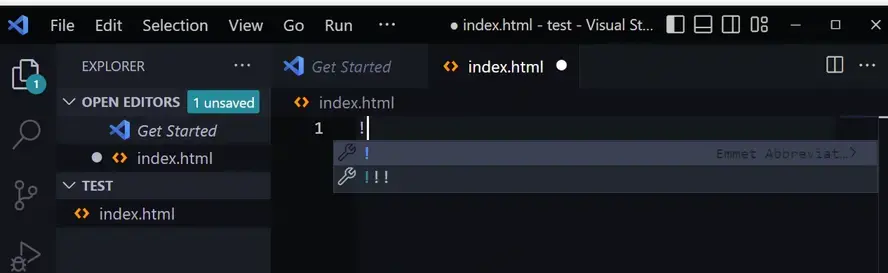 File Edit Selection View Go Run ··· ● index.html - test - Visual St...
EXPLORER ···
Get Started
index.html ●
OPEN EDITORS 1 unsaved
1
Get Started
● index.html
TEST
index.html
index.html
1 !
! Emmet Abbreviat...
!!!